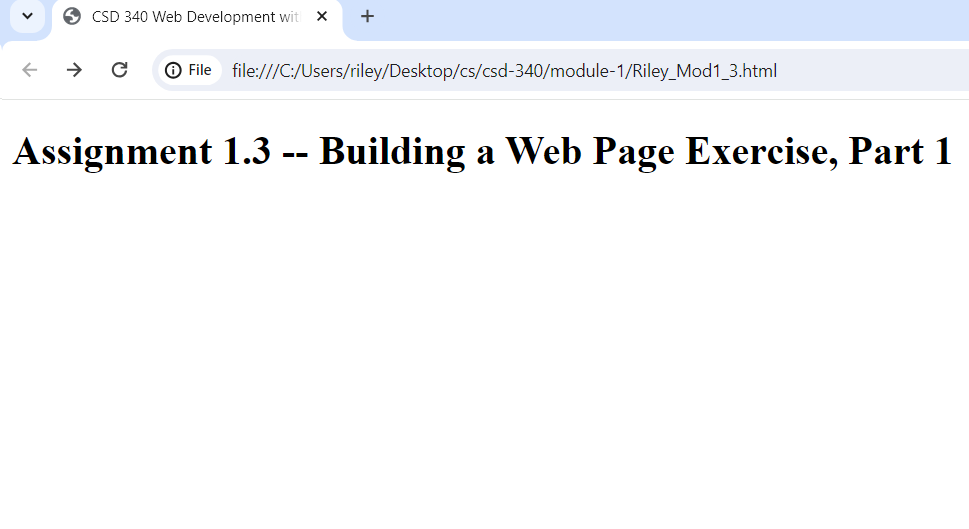 CSD 340 Web Development wit
File
file:///C:/Users/riley/Desktop/cs/csd-340/module-1/Riley_Mod1_3.html
Assignment 1.3 -- Building a Web Page Exercise, Part 1